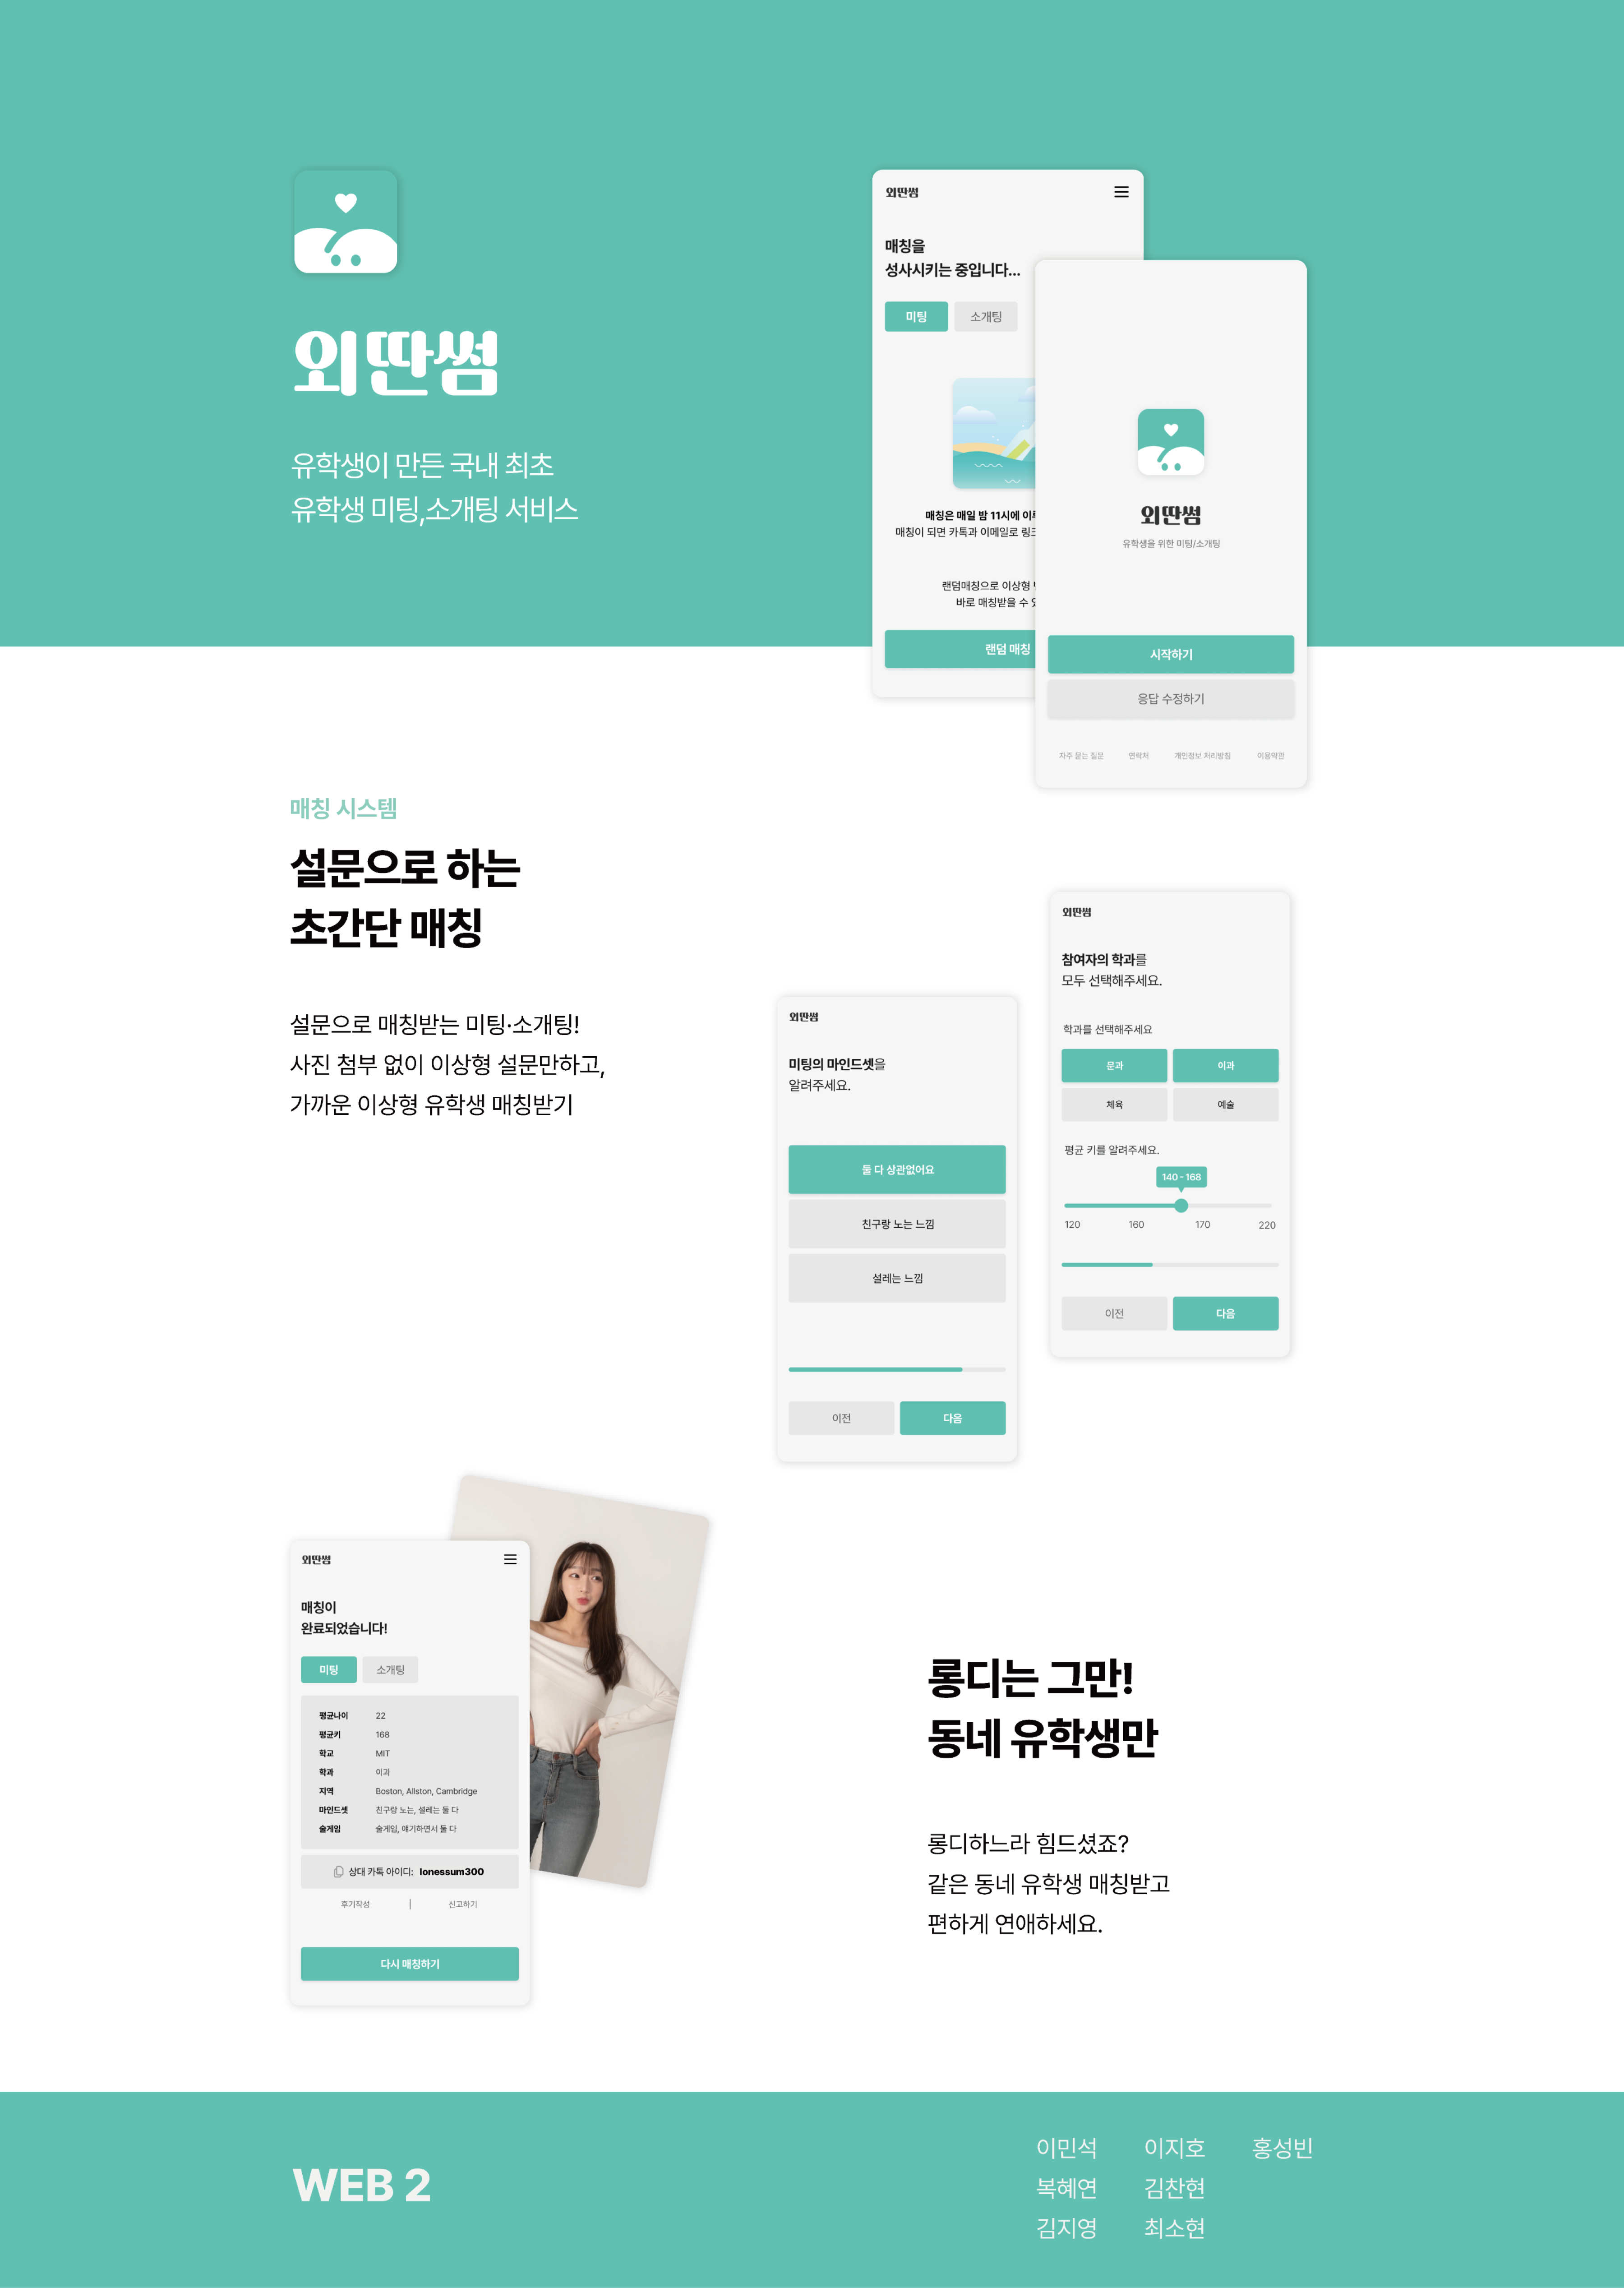 외딴썸
유학생이 만든 국내 최초
유학생 미팅,소개팅 서비스
외딴썸
매칭을
성사시키는 중입니다...
미팅
소개팅
매칭은 매일 밤 11시에
매칭이 되면 카톡과 이메일로
랜덤매칭으로 이상형
바로 매칭받을 수
랜덤 매칭
외딴썸
유학생을 위한 미팅/소개팅
시작하기
응답 수정하기
자주 묻는 질문 연락처 개인정보 처리방침 이용약관
매칭 시스템
설문으로 하는
초간단 매칭
설문으로 매칭받는 미팅·소개팅!
사진 첨부 없이 이상형 설문만하고,
가까운 이상형 유학생 매칭받기
외딴썸
미팅의 마인드셋을
알려주세요.
둘 다 상관없어요
친구랑 노는 느낌
설레는 느낌
이전 다음
외딴썸
참여자의 학과를
모두 선택해주세요.
학과를 선택해주세요
문과 이과
체육 예술
평균 키를 알려주세요.
140 - 168
120 160 170 220
이전 다음
외딴썸
매칭이
완료되었습니다!
미팅 소개팅
평균나이 22
평균키 168
학교 MIT
학과 이과
지역 Boston, Allston, Cambridge
마인드셋 친구랑 노는, 설레는 둘 다
술게임 술게임, 얘기하면서 둘 다
상대 카톡 아이디: lonessum300
후기작성 | 신고하기
다시 매칭하기
롱디는 그만!
동네 유학생만
롱디하느라 힘드셨죠?
같은 동네 유학생 매칭받고
편하게 연애하세요.
WEB 2
이민석 이지호 홍성빈
복혜연 김찬현
김지영 최소현